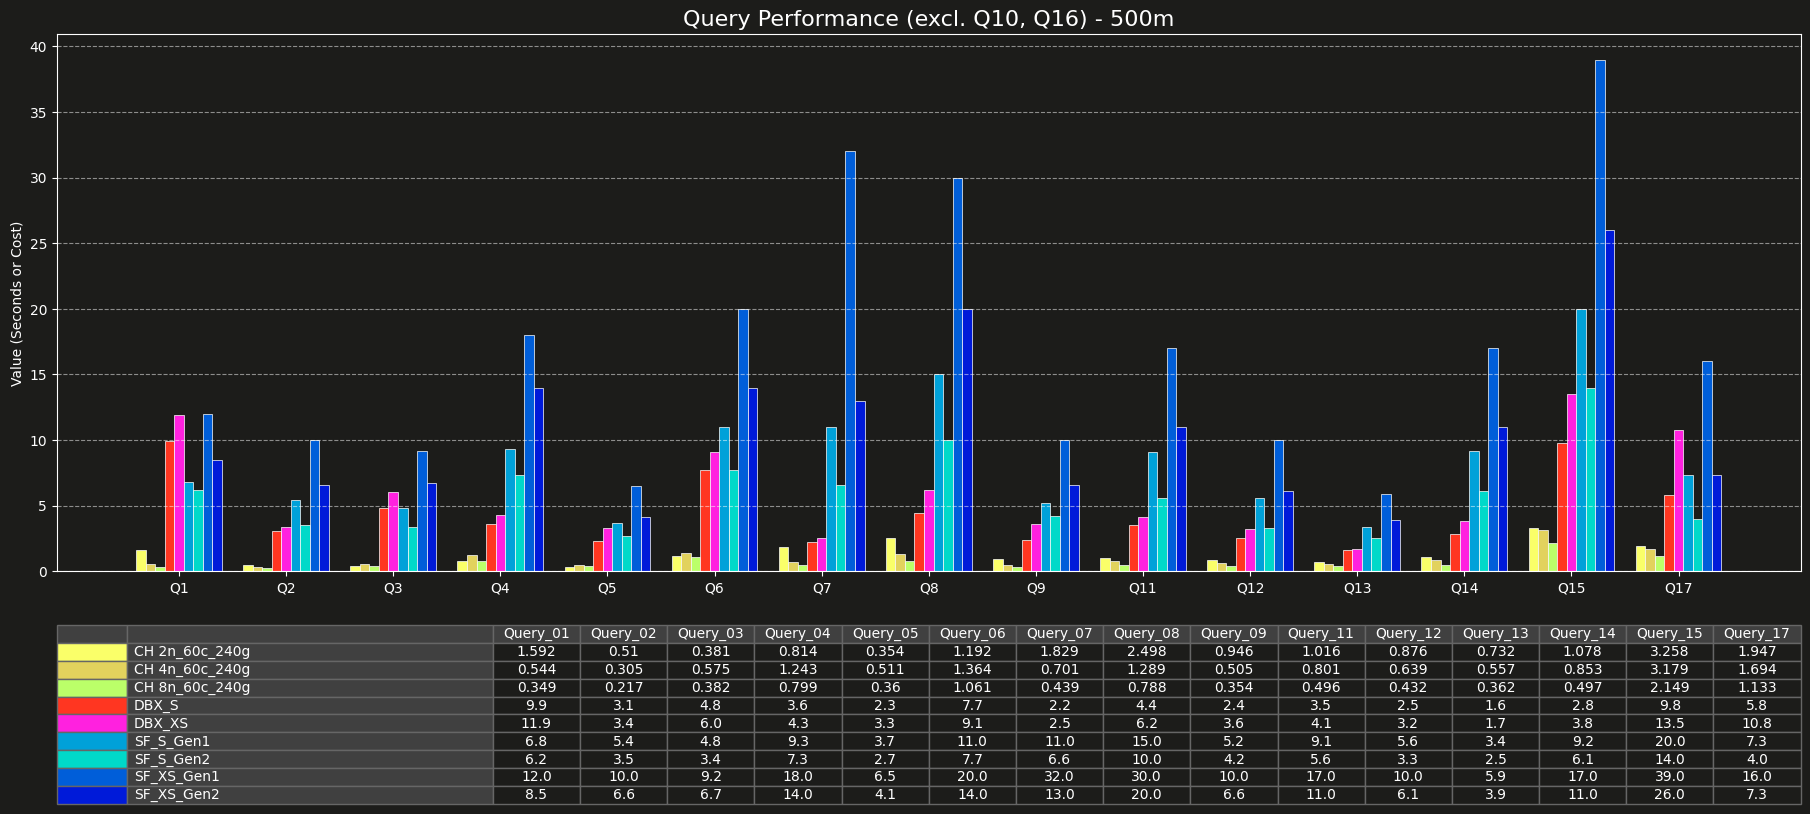 Query Performance (excl. Q10, Q16) - 500m
Value (Seconds or Cost)
40
35
30
25
20
15
10
5
0
Q1 Q2 Q3 Q4 Q5 Q6 Q7 Q8 Q9 Q11 Q12 Q13 Q14 Q15 Q17
Query_01 Query_02 Query_03 Query_04 Query_05 Query_06 Query_07 Query_08 Query_09 Query_11 Query_12 Query_13 Query_14 Query_15 Query_17
CH 2n_60c_240g 1.592 0.51 0.381 0.814 0.354 1.192 1.829 2.498 0.946 1.016 0.876 0.732 1.078 3.258 1.947
CH 4n_60c_240g 0.544 0.305 0.575 1.243 0.511 1.364 0.701 1.289 0.505 0.801 0.639 0.557 0.853 3.179 1.694
CH 8n_60c_240g 0.349 0.217 0.382 0.799 0.36 1.061 0.439 0.788 0.354 0.496 0.432 0.362 0.497 2.149 1.133
DBX_S 9.9 3.1 4.8 3.6 2.3 7.7 2.2 4.4 2.4 3.5 2.5 1.6 2.8 9.8 5.8
DBX_XS 11.9 3.4 6.0 4.3 3.3 9.1 2.5 6.2 3.6 4.1 3.2 1.7 3.8 13.5 10.8
SF_S_Gen1 6.8 5.4 4.8 9.3 3.7 11.0 11.0 15.0 5.2 9.1 5.6 3.4 9.2 20.0 7.3
SF_S_Gen2 6.2 3.5 3.4 7.3 2.7 7.7 6.6 10.0 4.2 5.6 3.3 2.5 6.1 14.0 4.0
SF_XS_Gen1 12.0 10.0 9.2 18.0 6.5 20.0 32.0 30.0 10.0 17.0 10.0 5.9 17.0 39.0 16.0
SF_XS_Gen2 8.5 6.6 6.7 14.0 4.1 14.0 13.0 20.0 6.6 11.0 6.1 3.9 11.0 26.0 7.3